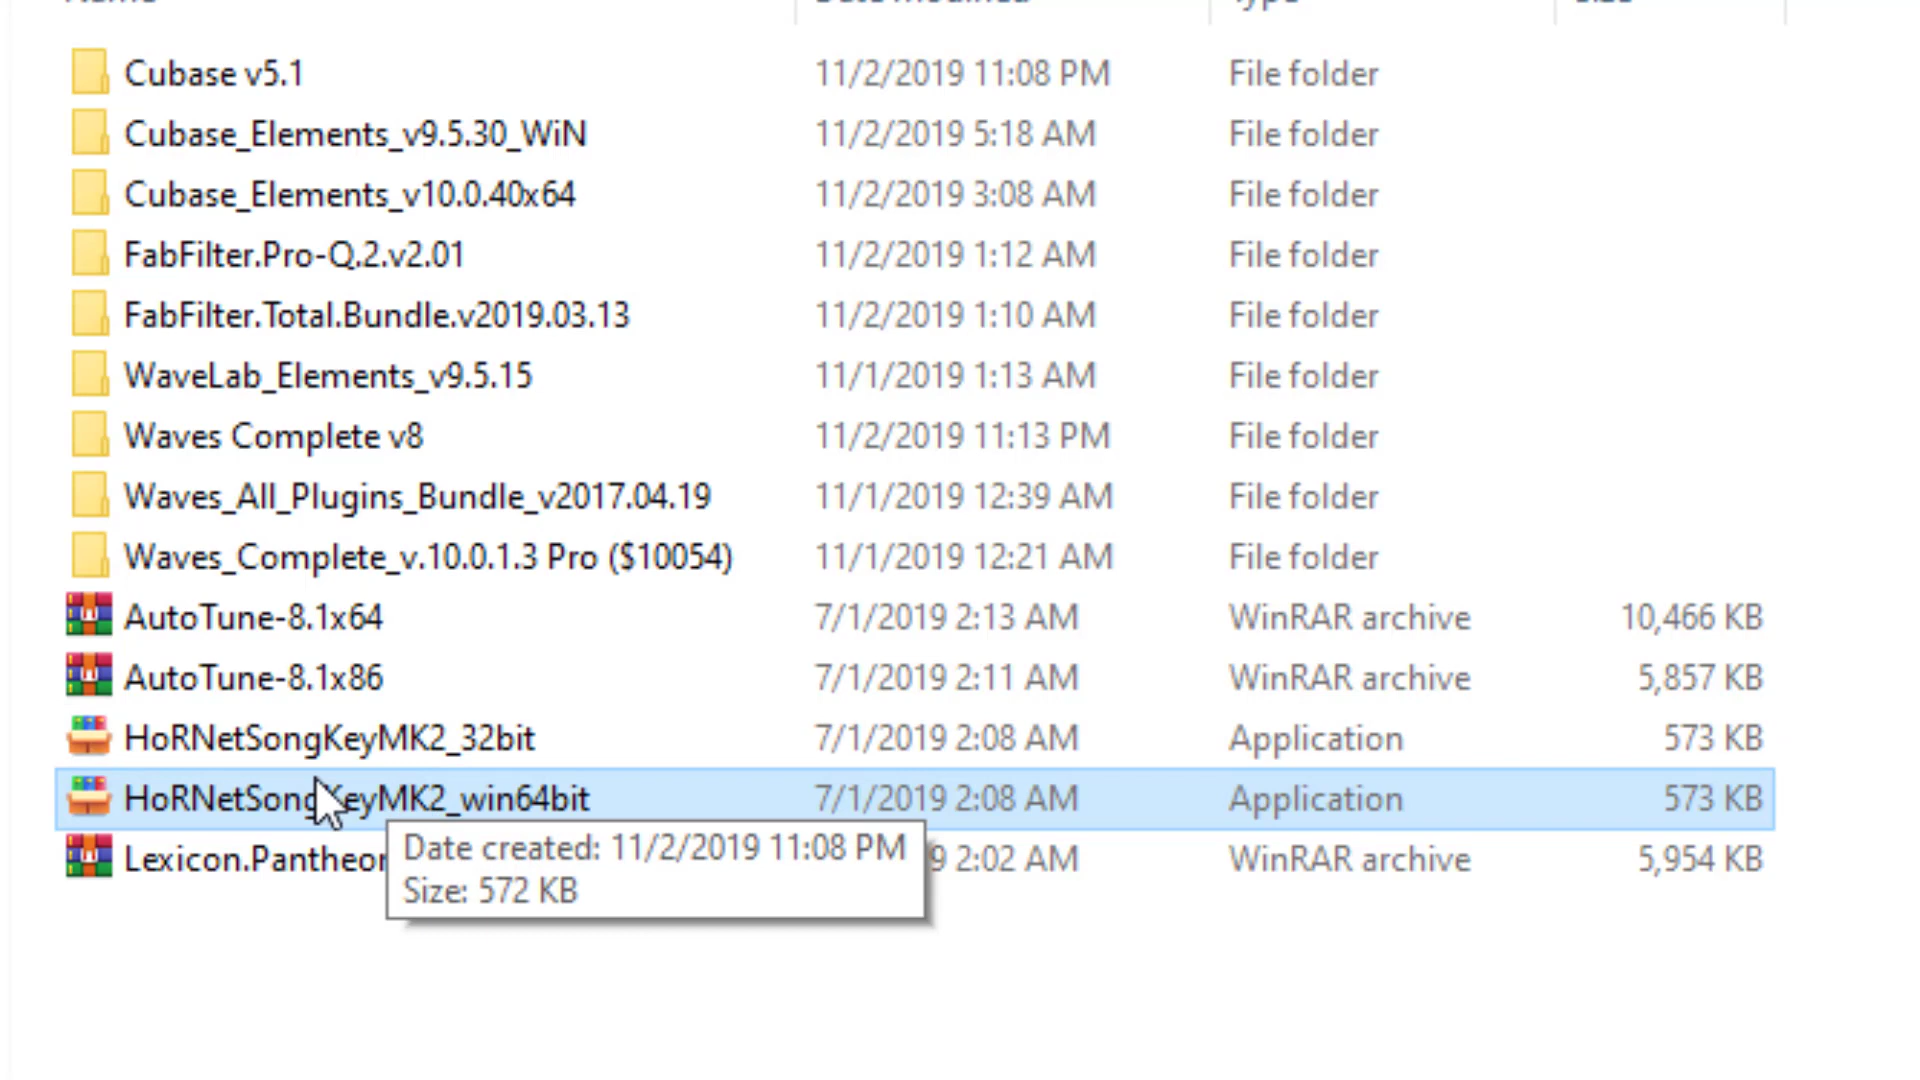 Name Date modified Type Size
Cubase v5.1 11/2/2019 11:08 PM File folder
Cubase_Elements_v9.5.30_WiN 11/2/2019 5:18 AM File folder
Cubase_Elements_v10.0.40x64 11/2/2019 3:08 AM File folder
FabFilter.Pro-Q.2.v2.01 11/2/2019 1:12 AM File folder
FabFilter.Total.Bundle.v2019.03.13 11/2/2019 1:10 AM File folder
WaveLab_Elements_v9.5.15 11/1/2019 1:13 AM File folder
Waves Complete v8 11/2/2019 11:13 PM File folder
Waves_All_Plugins_Bundle_v2017.04.19 11/1/2019 12:39 AM File folder
Waves_Complete_v.10.0.1.3 Pro ($10054) 11/1/2019 12:21 AM File folder
AutoTune-8.1x64 7/1/2019 2:13 AM WinRAR archive 10,466 KB
AutoTune-8.1x86 7/1/2019 2:11 AM WinRAR archive 5,857 KB
HoRNetSongKeyMK2_32bit 7/1/2019 2:08 AM Application 573 KB
HoRNetSongKeyMK2_win64bit 7/1/2019 2:08 AM Application 573 KB
Lexicon.Pantheon 9 2:02 AM WinRAR archive 5,954 KB
Date created: 11/2/2019 11:08 PM
Size: 572 KB